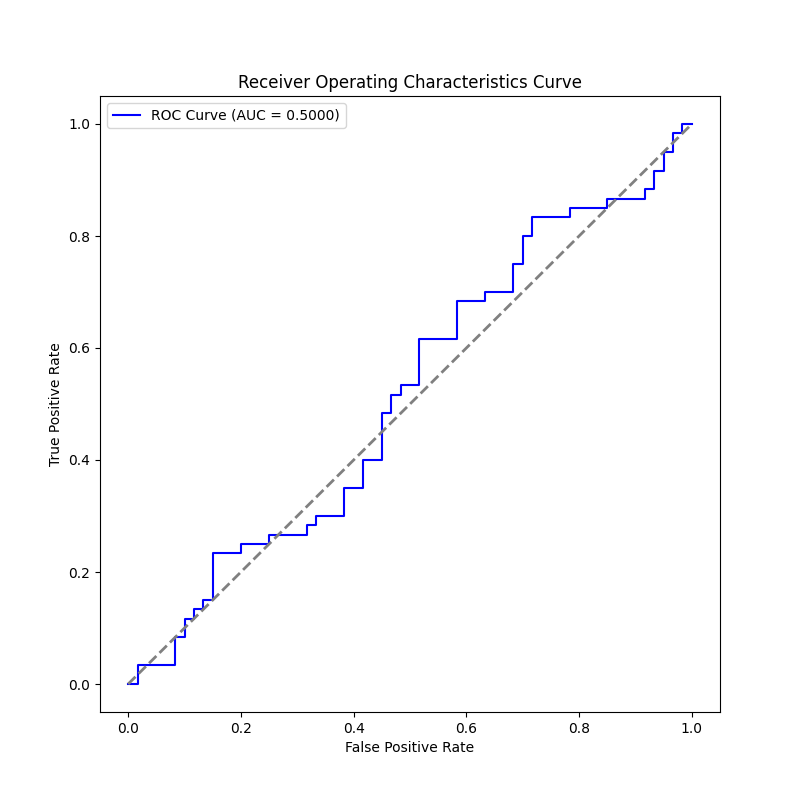 Receiver Operating Characteristics Curve
ROC Curve (AUC = 0.5000)
1.0
0.8
0.6
0.4
0.2
0.0
True Positive Rate
0.0 0.2 0.4 0.6 0.8 1.0
False Positive Rate